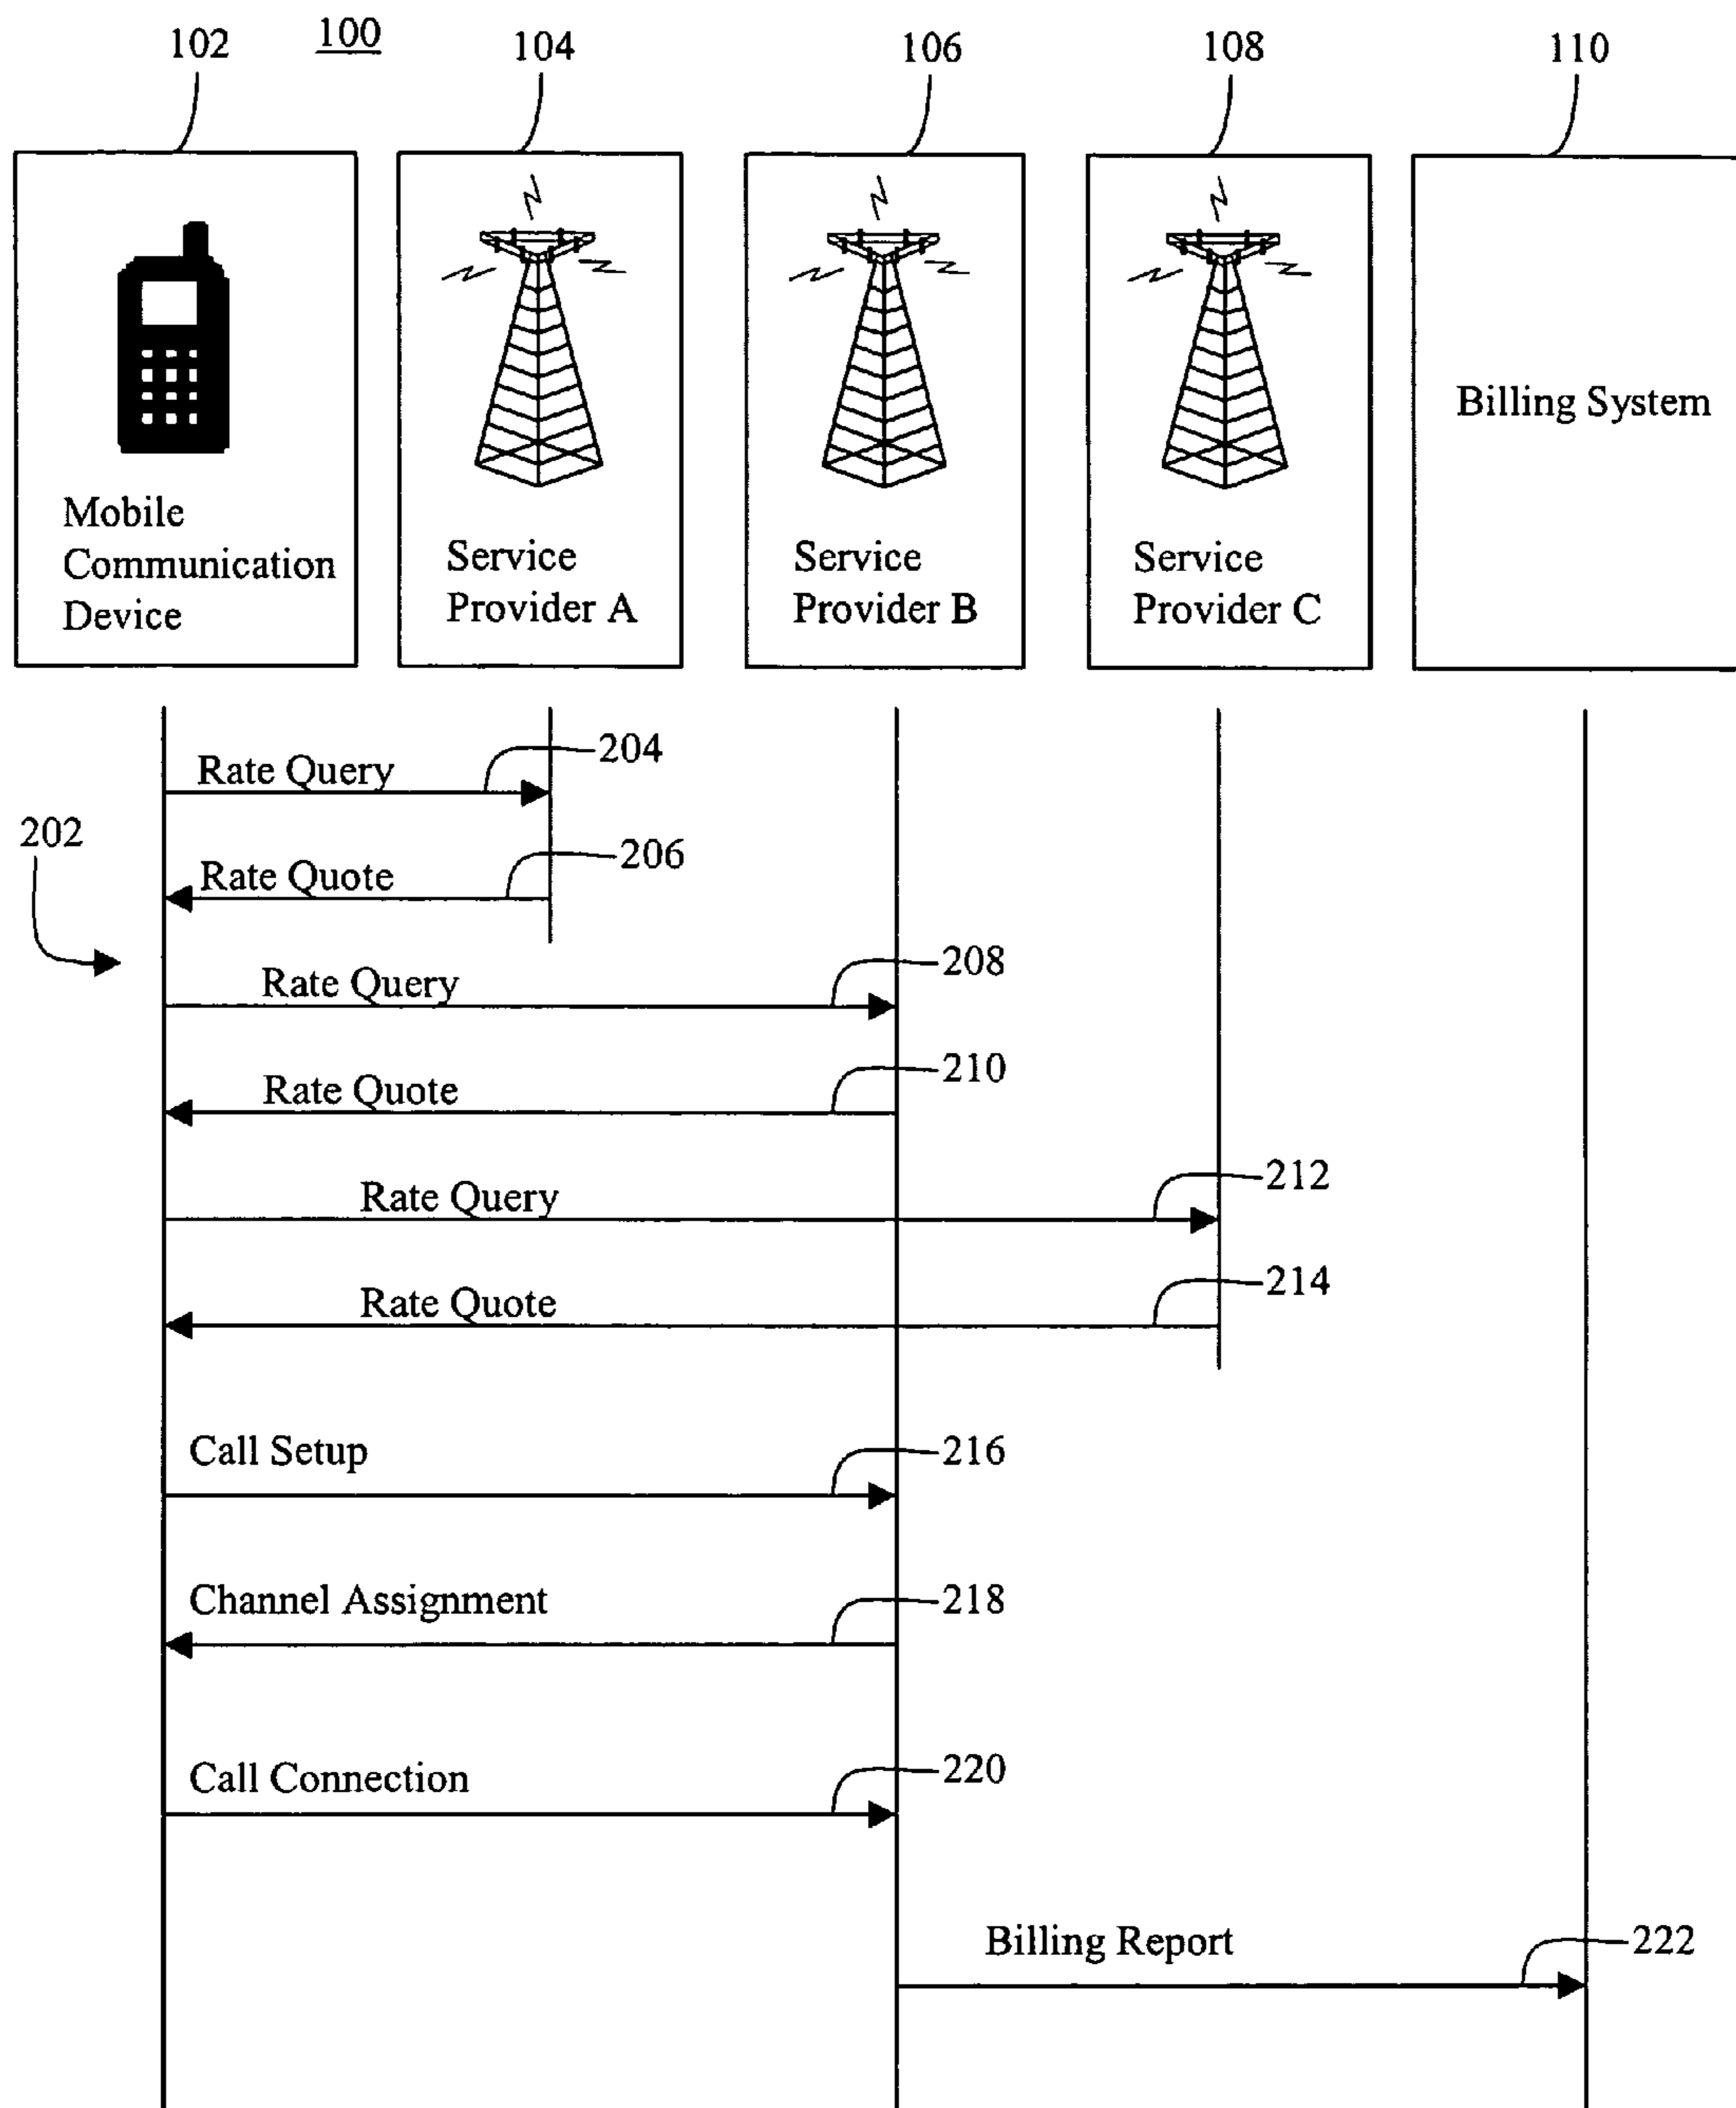 100
102
104
106
108
110
Mobile
Communication
Device
Service
Provider A
Service
Provider B
Service
Provider C
Billing System
202
Rate Query
204
Rate Quote
206
Rate Query
208
Rate Quote
210
Rate Query
212
Rate Quote
214
Call Setup
216
Channel Assignment
218
Call Connection
220
Billing Report
222